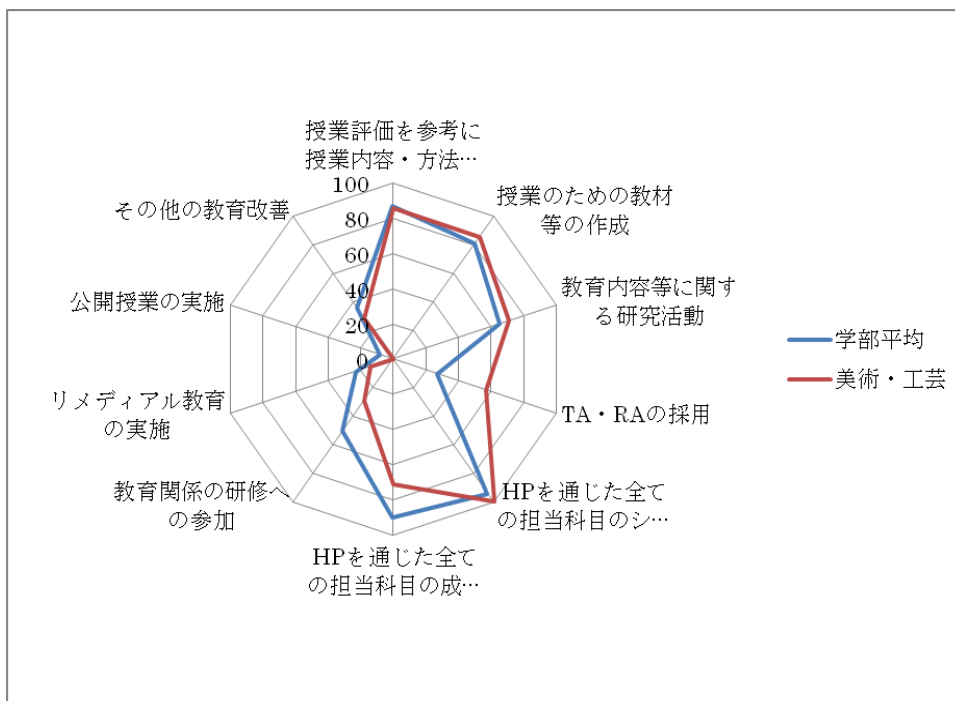 授業評価を参考に
授業内容・方法…
授業のための教材
等の作成
教育内容等に関す
る研究活動
TA・RAの採用
HPを通じた全て
の担当科目のシ…
HPを通じた全て
の担当科目の成…
教育関係の研修へ
の参加
リメディアル教育
の実施
公開授業の実施
その他の教育改善
100
80
60
40
20
0
学部平均
美術・工芸